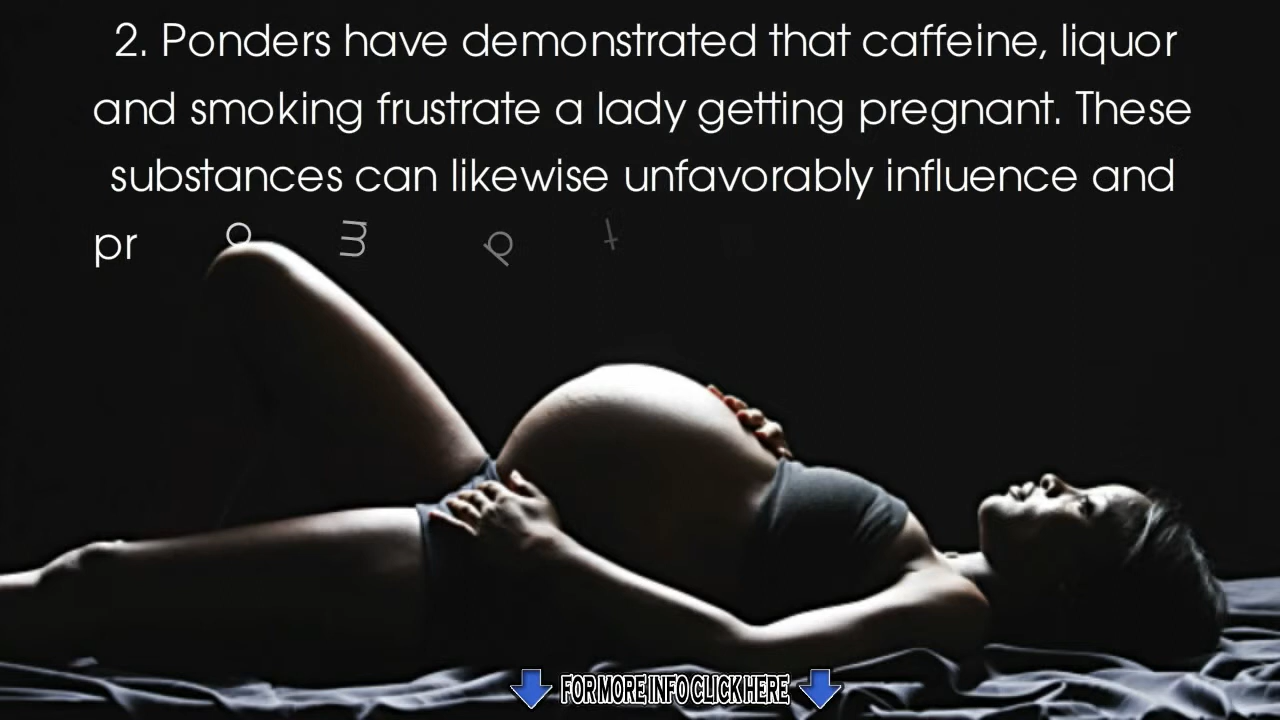 2. Ponders have demonstrated that caffeine, liquor
and smoking frustrate a lady getting pregnant. These
substances can likewise unfavorably influence and
prompt
FOR MORE INFO CLICK HERE